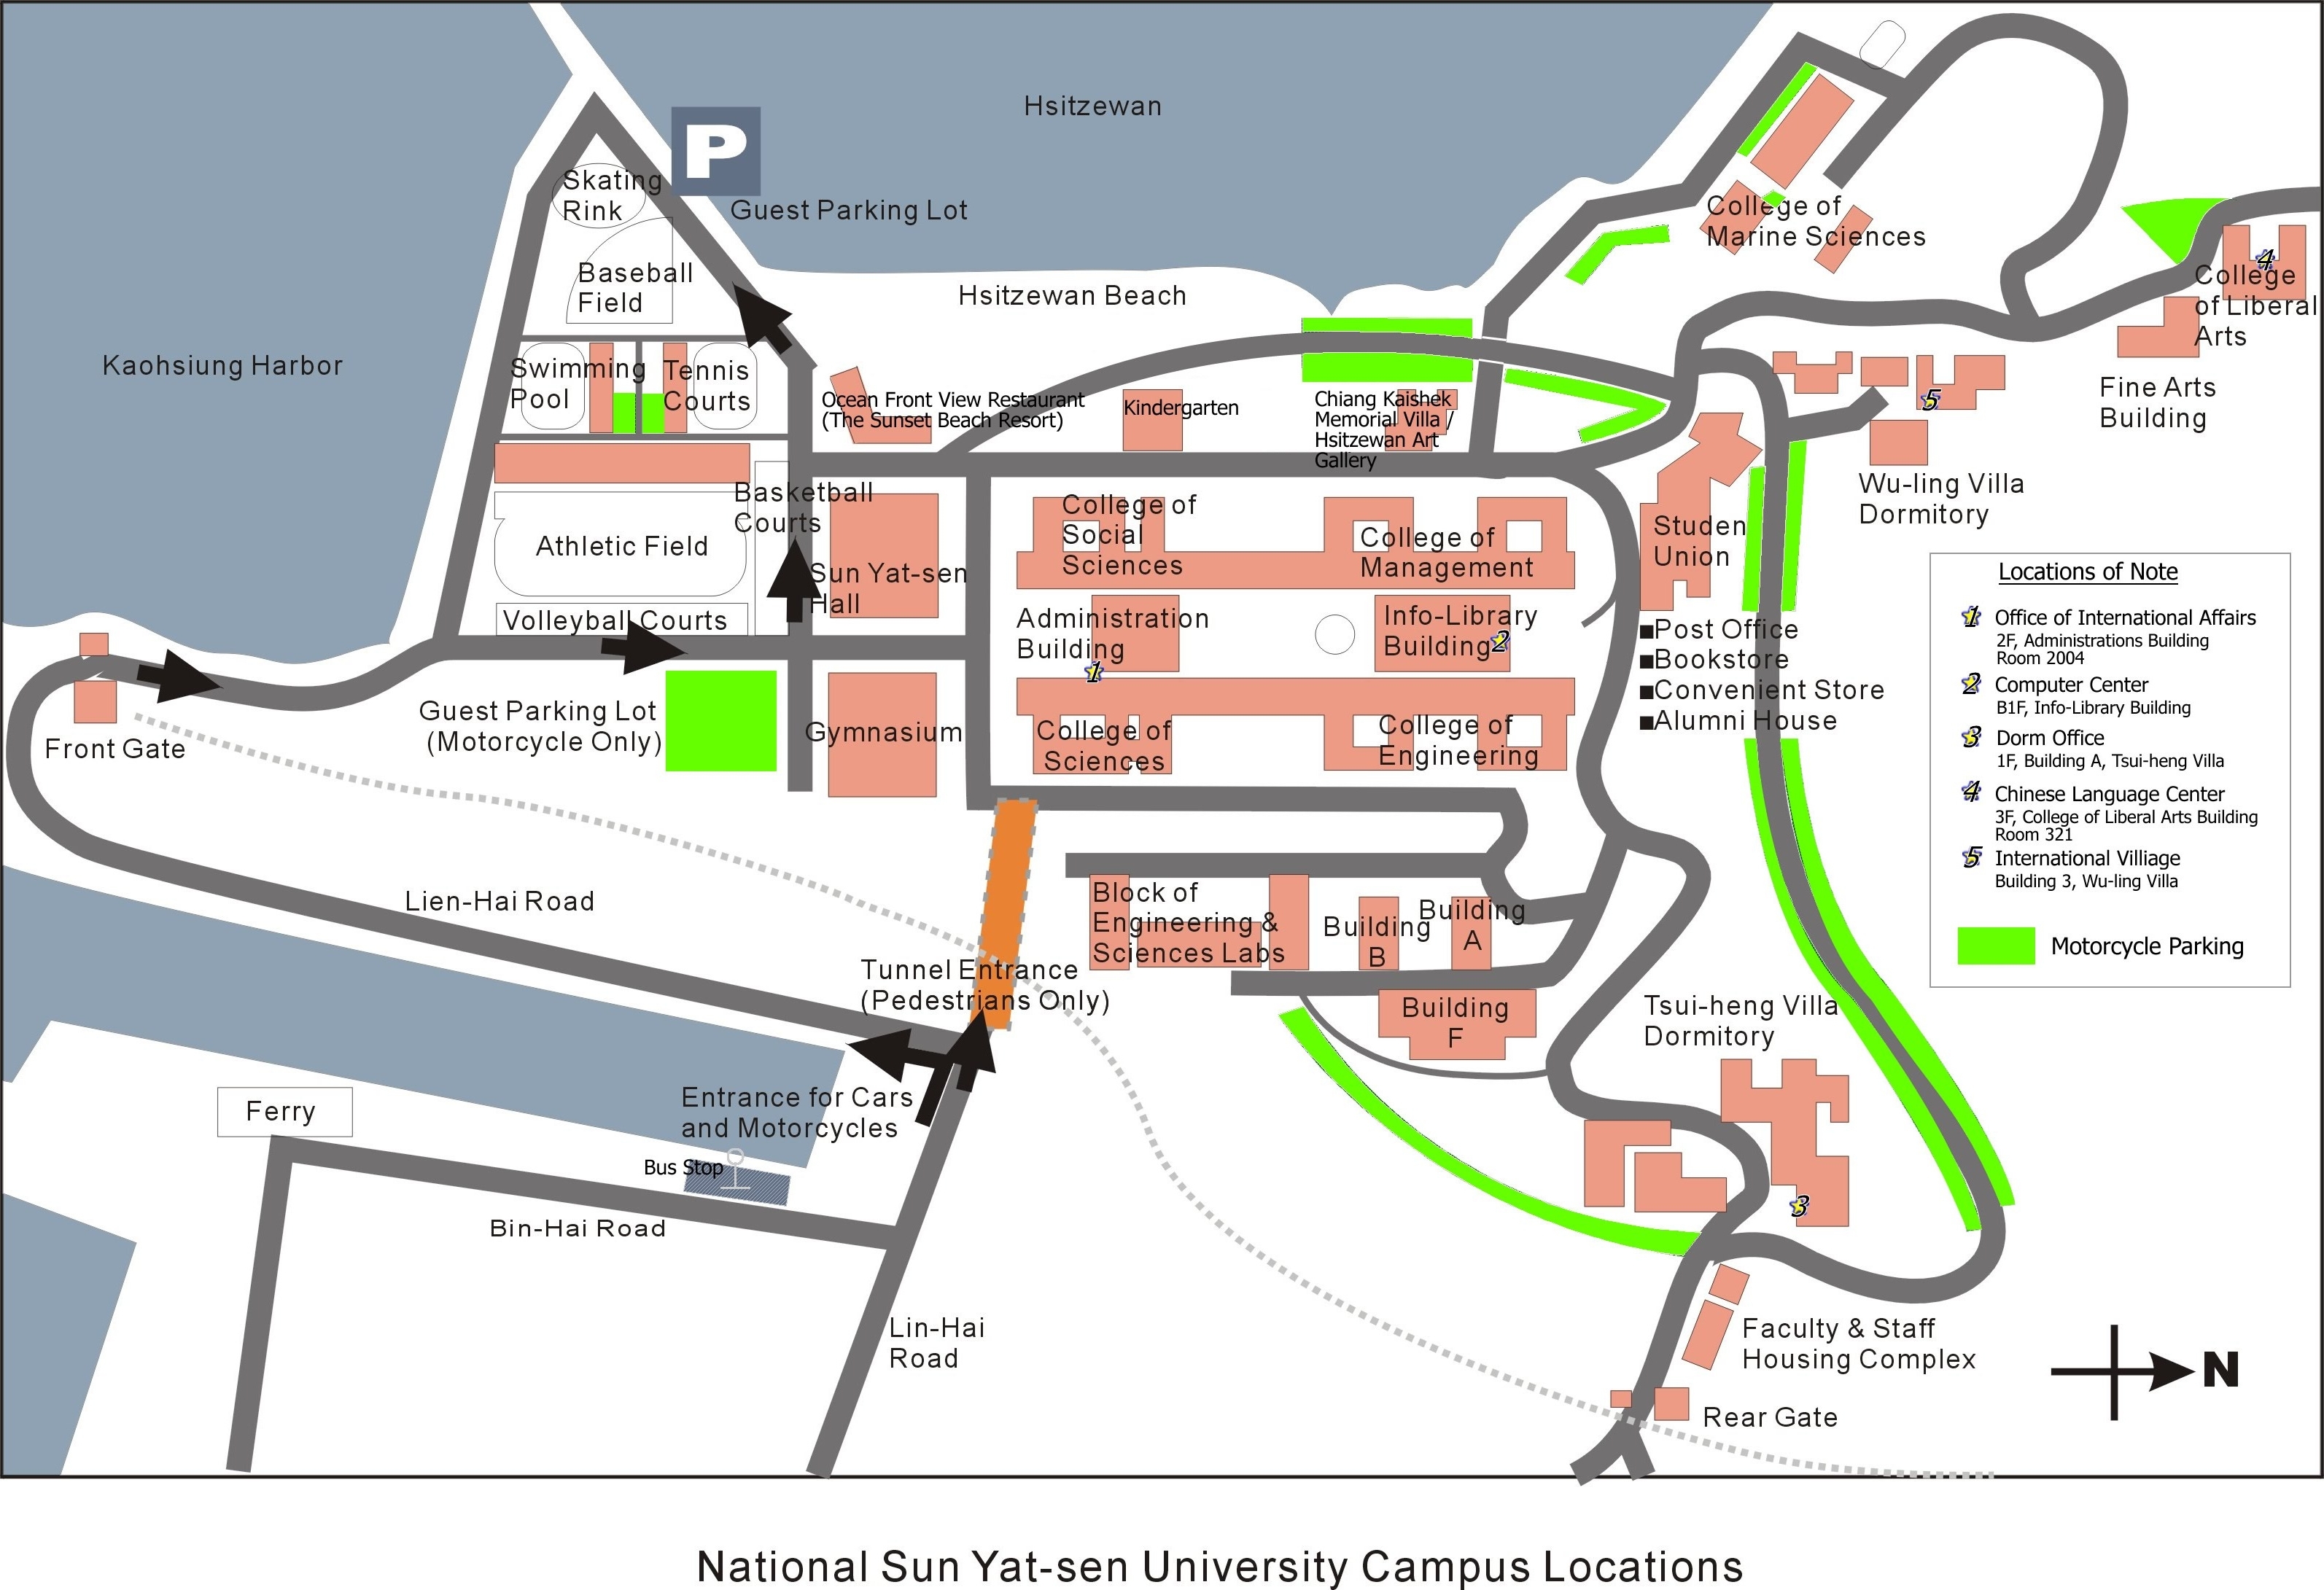 Hsitzewan
P
Skating
Rink
Guest Parking Lot
College of
Marine Sciences
Baseball
Field
Hsitzewan Beach
4
College
of Liberal
Arts
Kaohsiung Harbor
Swimming
Pool
Tennis
Courts
Ocean Front View Restaurant
(The Sunset Beach Resort)
Kindergarten
Chiang Kaishek
Memorial Villa /
Hsitzewan Art
Gallery
5
Fine Arts
Building
Wu-ling Villa
Dormitory
Basketball
Courts
Athletic Field
Volleyball Courts
Sun Yat-sen
Hall
College of
Social
Sciences
College of
Management
Studen
Union
Administration
Building
1
Info-Library
Building
2
■Post Office
■Bookstore
■Convenient Store
■Alumni House
Guest Parking Lot
(Motorcycle Only)
Gymnasium
College of
Sciences
College of
Engineering
Front Gate
Locations of Note
1 Office of International Affairs
2F, Administrations Building
Room 2004
2 Computer Center
B1F, Info-Library Building
3 Dorm Office
1F, Building A, Tsui-heng Villa
4 Chinese Language Center
3F, College of Liberal Arts Building
Room 321
5 International Villiage
Building 3, Wu-ling Villa
Motorcycle Parking
Lien-Hai Road
Block of
Engineering &
Sciences Labs
Building
B
Building
A
Tunnel Entrance
(Pedestrians Only)
Building
F
Tsui-heng Villa
Dormitory
3
Ferry
Entrance for Cars
and Motorcycles
Bus Stop
Bin-Hai Road
Lin-Hai
Road
Faculty & Staff
Housing Complex
Rear Gate
N
National Sun Yat-sen University Campus Locations